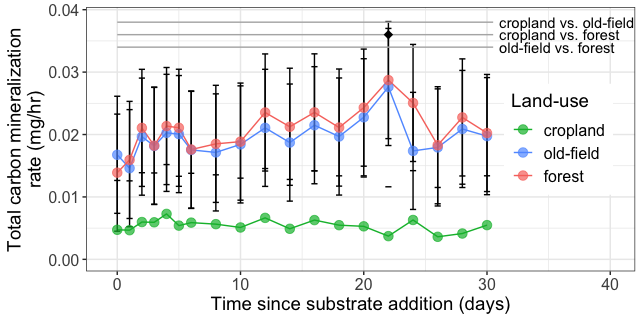 0.04
cropland vs. old-field
cropland vs. forest
old-field vs. forest
0.03
Land-use
cropland
old-field
forest
0.02
0.01
0.00
Total carbon mineralization
rate (mg/hr)
0 10 20 30 40
Time since substrate addition (days)